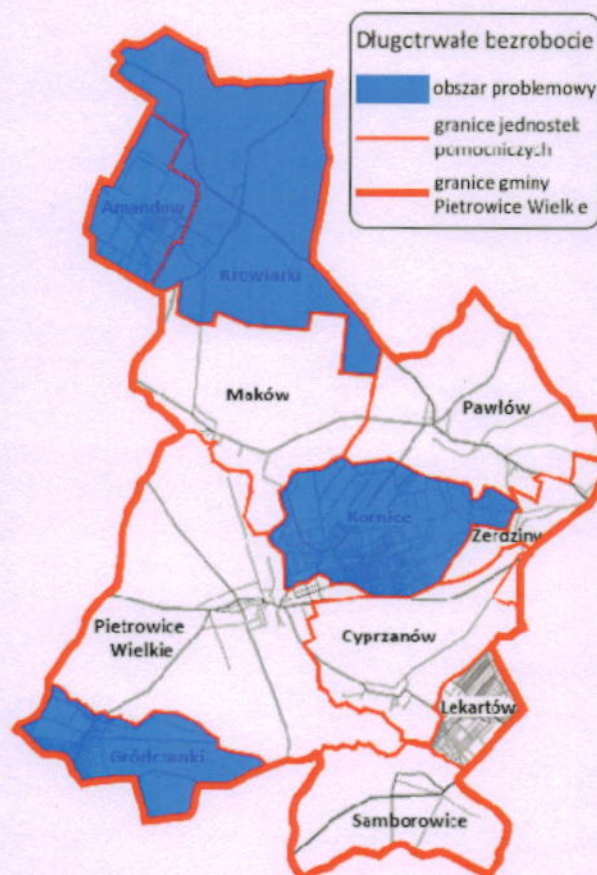 Długotrwałe bezrobocie
obszar problemowy
granice jednostek
pomocniczych
granice gminy
Pietrowice Wielkie
Amandów
Krowiarki
Maków
Pawłów
Kornice
Żerdziny
Pietrowice
Wielkie
Cyprzanów
Lekartów
Gródczanki
Samborowice